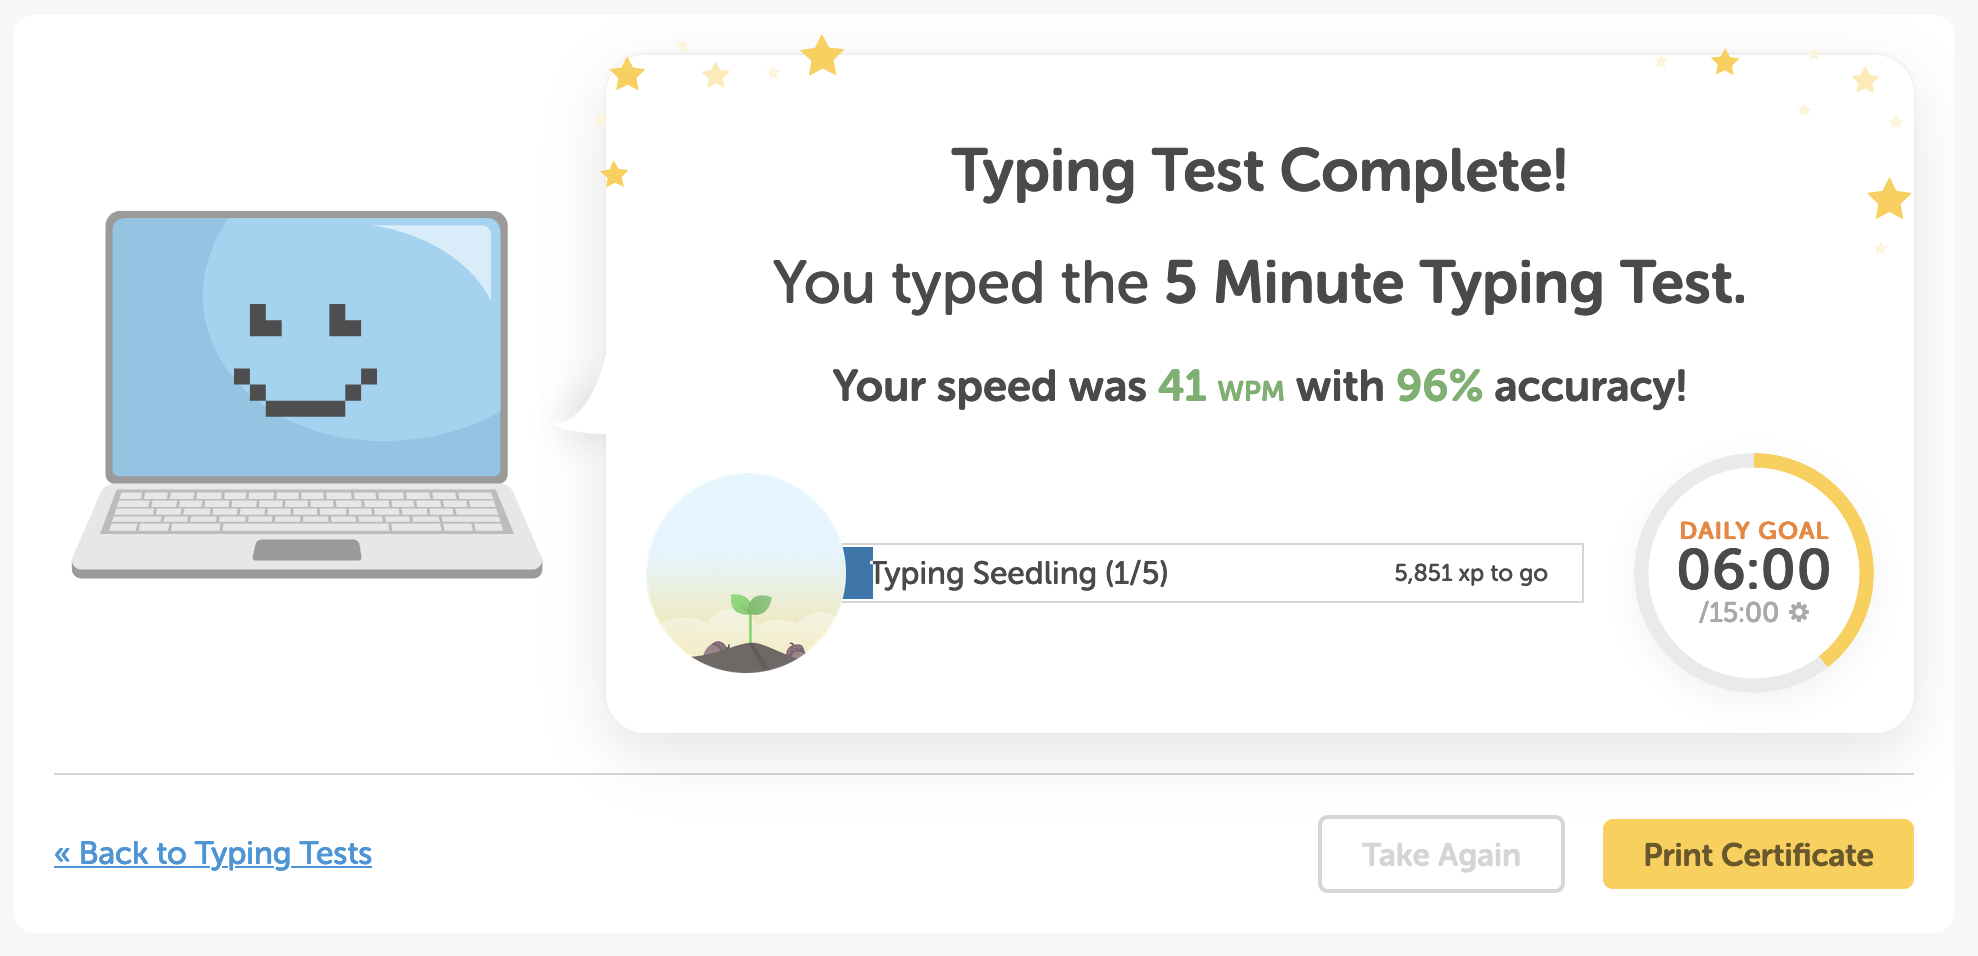 Typing Test Complete!
You typed the 5 Minute Typing Test.
Your speed was 41 WPM with 96% accuracy!
Typing Seedling (1/5)
5,851 xp to go
DAILY GOAL
06:00
/15:00
« Back to Typing Tests
Take Again
Print Certificate